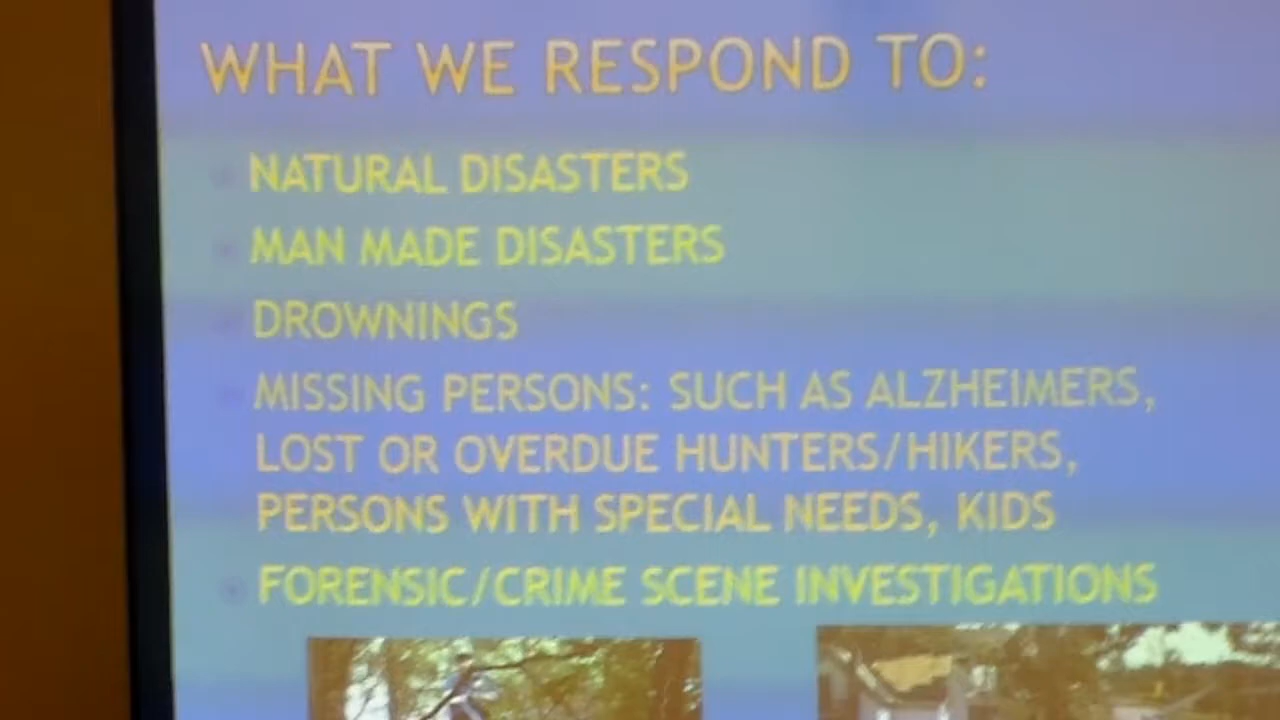 WHAT WE RESPOND TO:
NATURAL DISASTERS
MAN MADE DISASTERS
DROWNINGS
MISSING PERSONS: SUCH AS ALZHEIMERS,
LOST OR OVERDUE HUNTERS/HIKERS,
PERSONS WITH SPECIAL NEEDS, KIDS
FORENSIC/CRIME SCENE INVESTIGATIONS